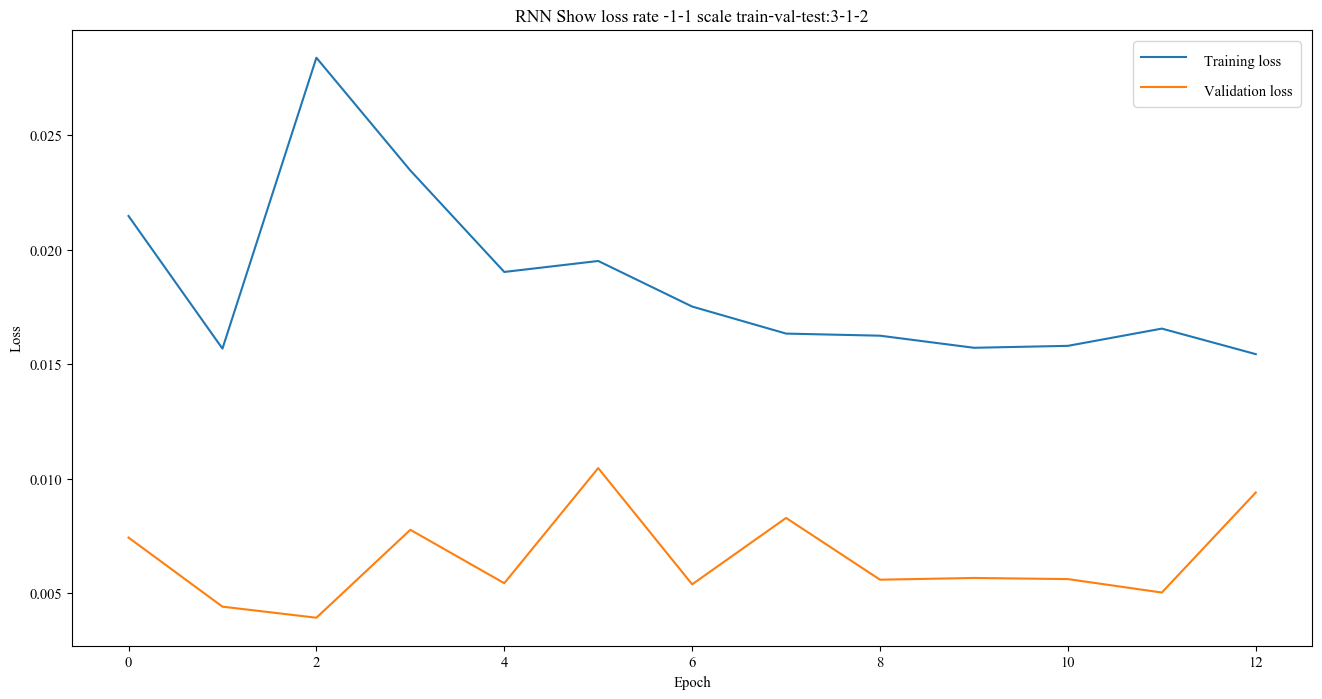 RNN Show loss rate -1-1 scale train-val-test:3-1-2
Training loss
Validation loss
0.025
0.020
0.015
0.010
0.005
Loss
0 2 4 6 8 10 12
Epoch